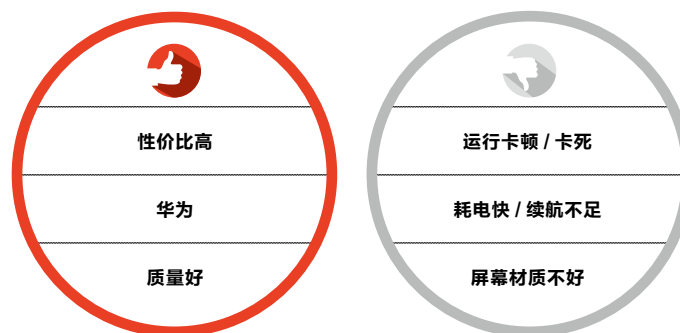 性价比高
华为
质量好
运行卡顿 / 卡死
耗电快 / 续航不足
屏幕材质不好